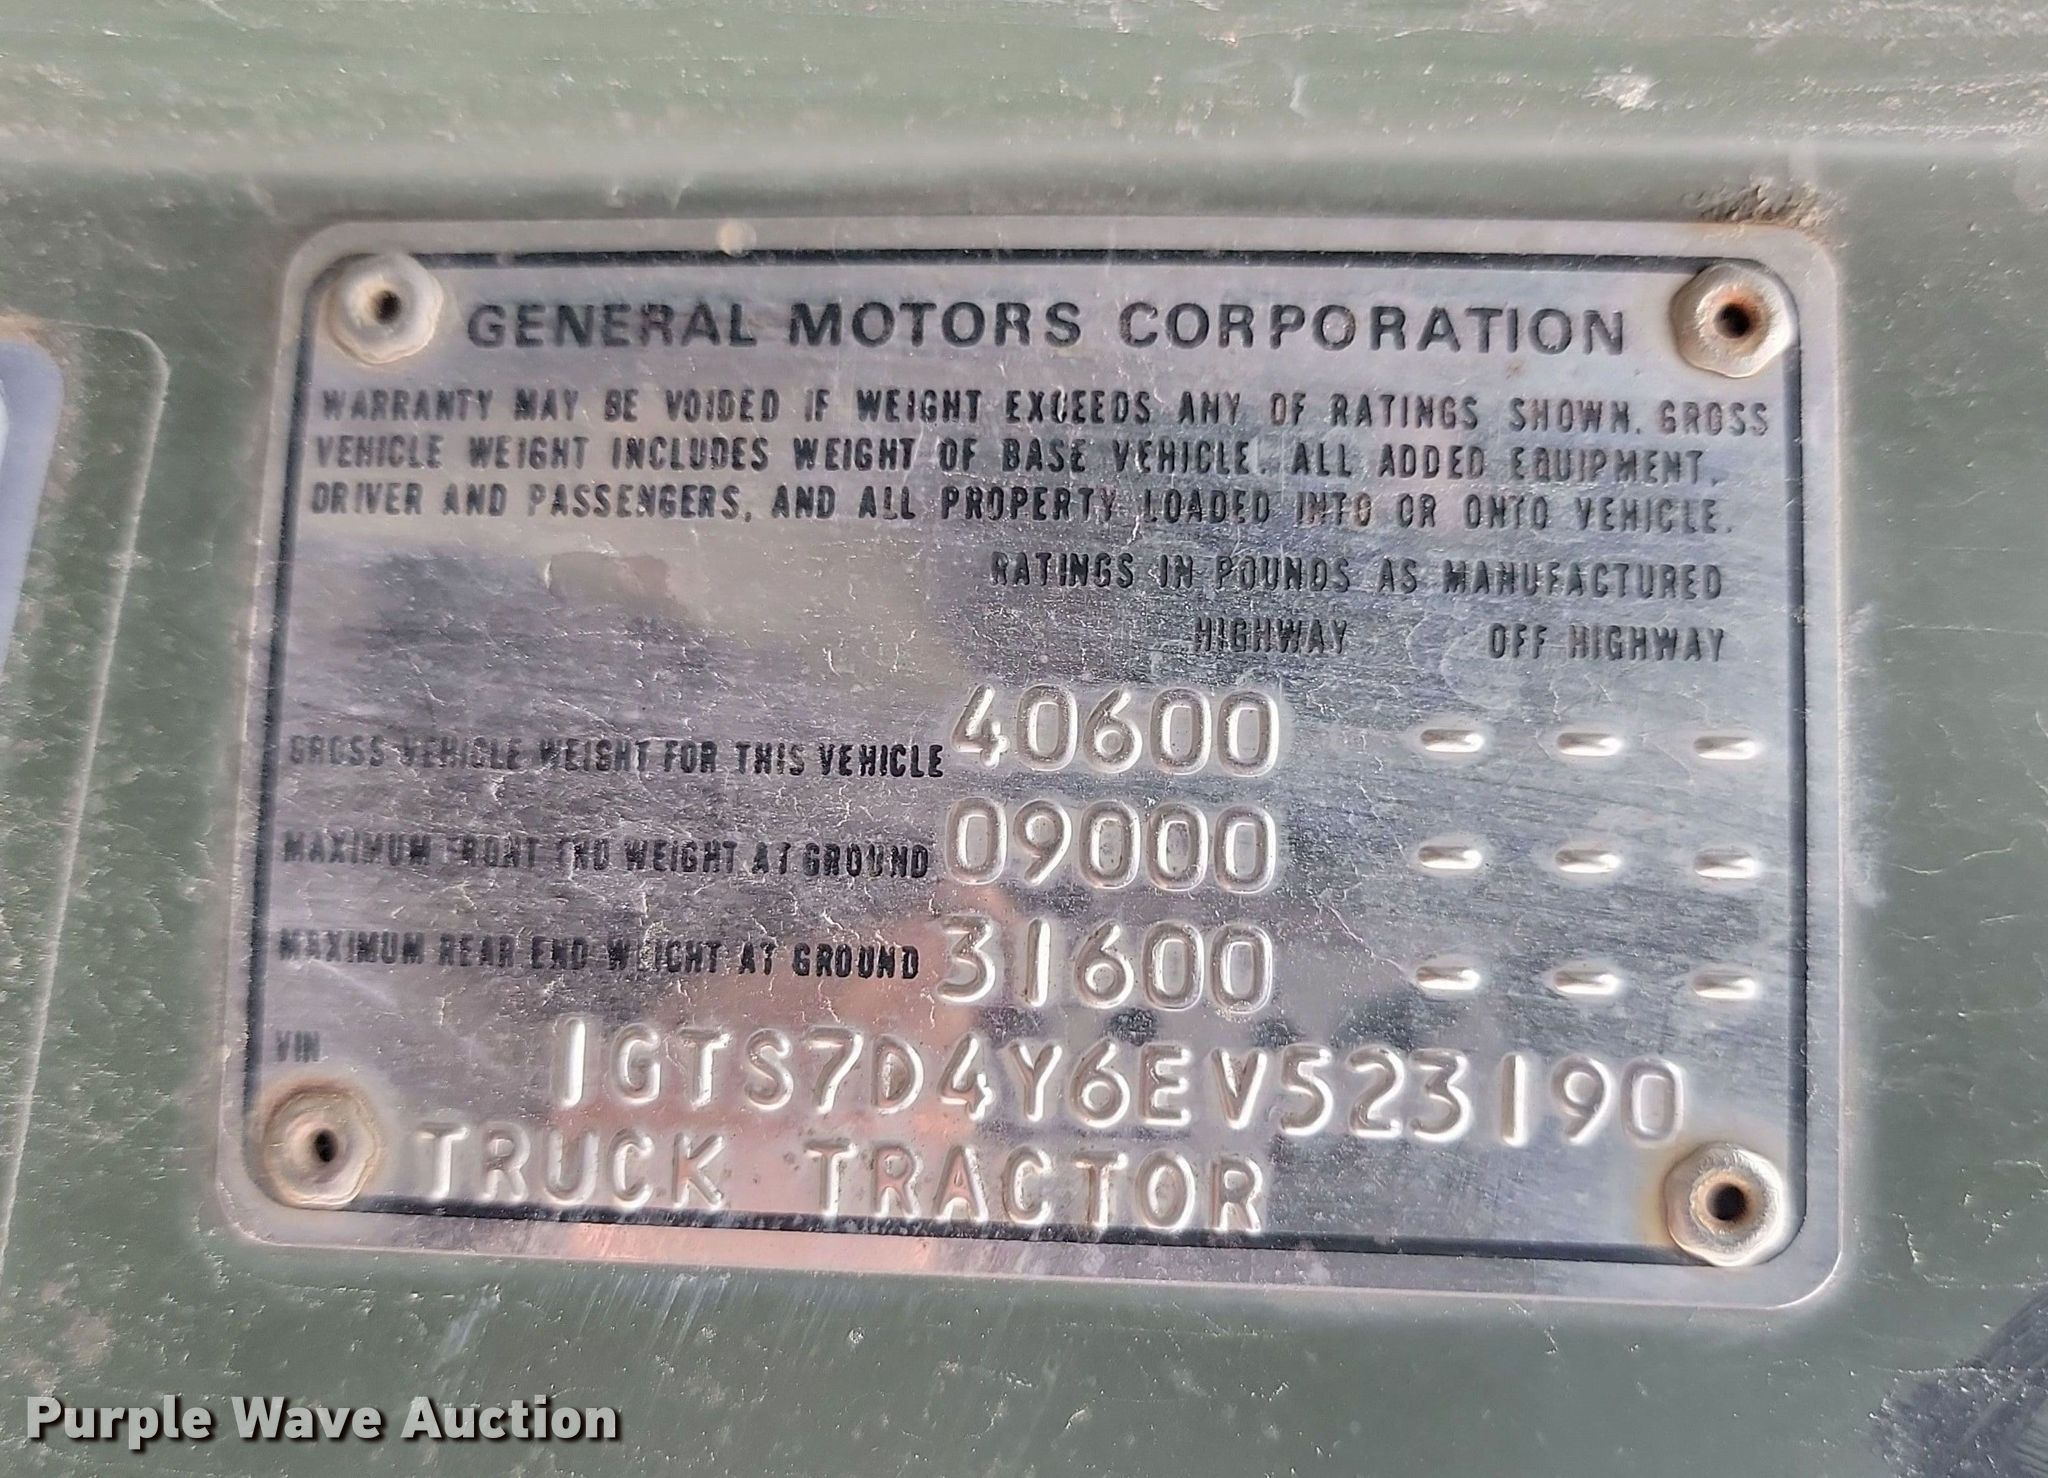 GENERAL MOTORS CORPORATION
WARRANTY MAY BE VOIDED IF WEIGHT EXCEEDS ANY OF RATINGS SHOWN. GROSS
VEHICLE WEIGHT INCLUDES WEIGHT OF BASE VEHICLE. ALL ADDED EQUIPMENT,
DRIVER AND PASSENGERS, AND ALL PROPERTY LOADED INTO OR ONTO VEHICLE.
RATINGS IN POUNDS AS MANUFACTURED
HIGHWAY OFF HIGHWAY
GROSS VEHICLE WEIGHT FOR THIS VEHICLE 40600 - - -
MAXIMUM FRONT END WEIGHT AT GROUND 09000 - - -
MAXIMUM REAR END WEIGHT AT GROUND 31600 - - -
VIN 1GTS7D4Y6EV523190
TRUCK TRACTOR
Purple Wave Auction